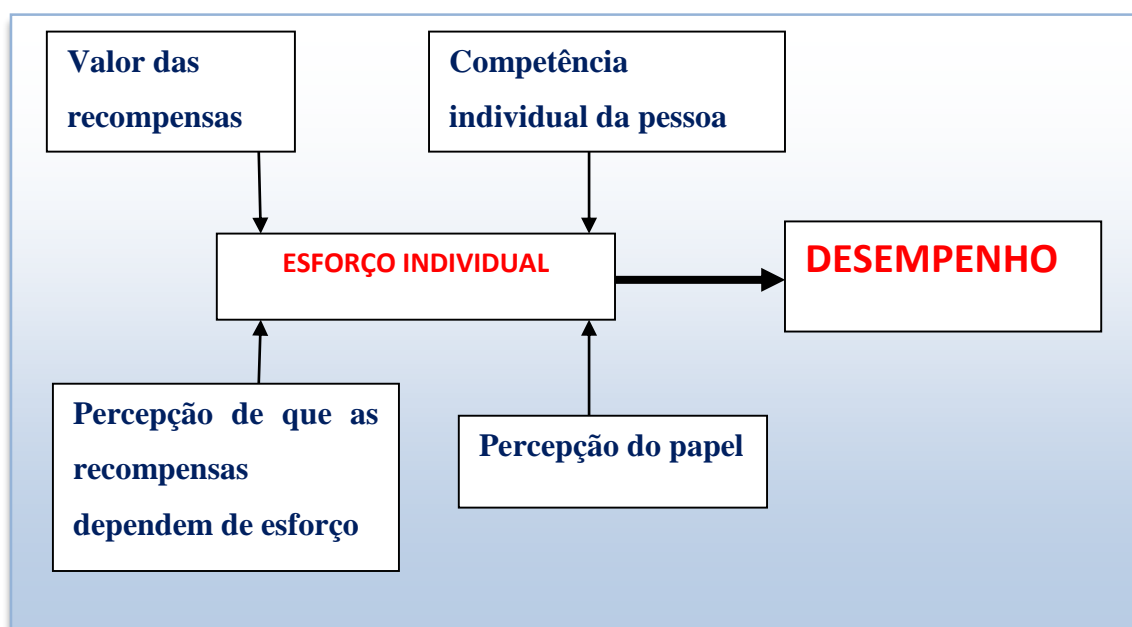 Valor das
recompensas
Competência
individual da pessoa
ESFORÇO INDIVIDUAL
DESEMPENHO
Percepção de que as
recompensas
dependem de esforço
Percepção do papel